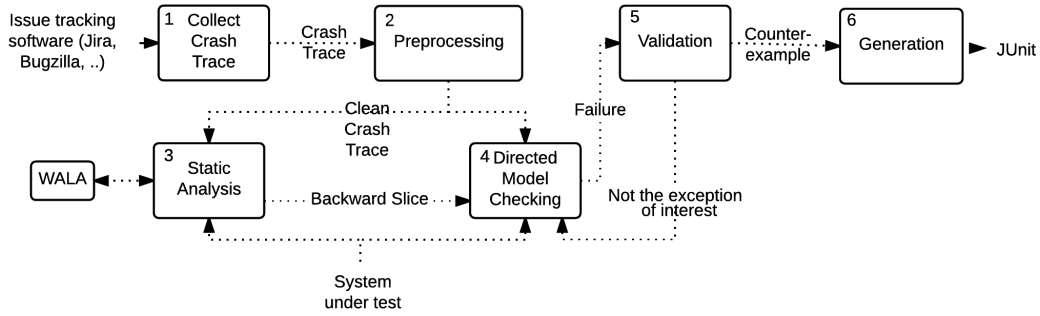 Issue tracking
software (Jira,
Bugzilla, ..)
1 Collect
Crash
Trace
Crash
Trace
2
Preprocessing
5
Validation
Counter-
example
6
Generation
JUnit
Clean
Crash
Trace
Failure
WALA
3
Static
Analysis
Backward Slice
4 Directed
Model
Checking
Not the exception
of interest
System
under test